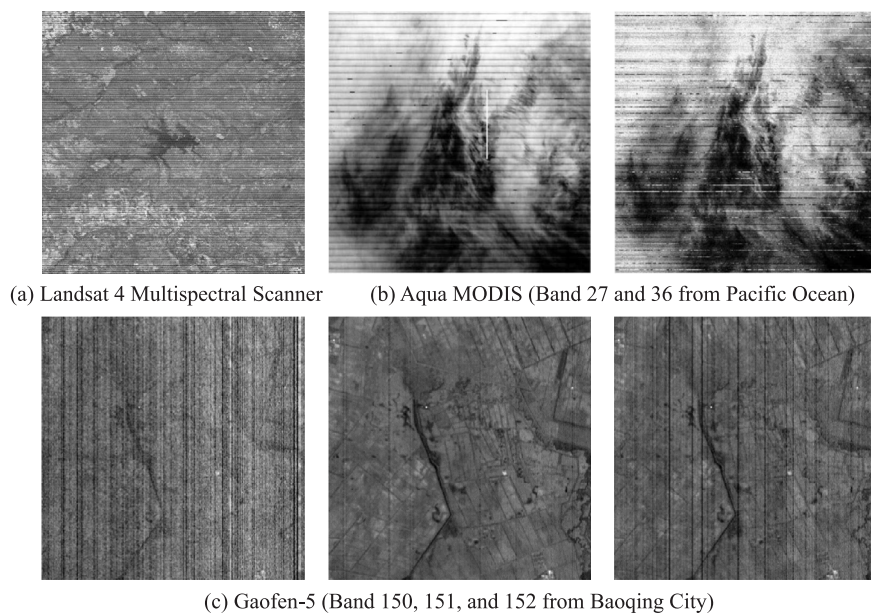 (a) Landsat 4 Multispectral Scanner
(b) Aqua MODIS (Band 27 and 36 from Pacific Ocean)
(c) Gaofen-5 (Band 150, 151, and 152 from Baoqing City)